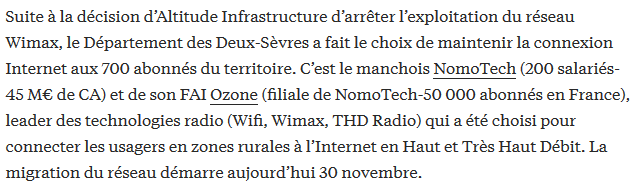 Suite à la décision d’Altitude Infrastructure d’arrêter l’exploitation du réseau
Wimax, le Département des Deux-Sèvres a fait le choix de maintenir la connexion
Internet aux 700 abonnés du territoire. C’est le manchois NomoTech (200 salariés-
45 M€ de CA) et de son FAI Ozone (filiale de NomoTech-50 000 abonnés en France),
leader des technologies radio (Wifi, Wimax, THD Radio) qui a été choisi pour
connecter les usagers en zones rurales à l’Internet en Haut et Très Haut Débit. La
migration du réseau démarre aujourd’hui 30 novembre.